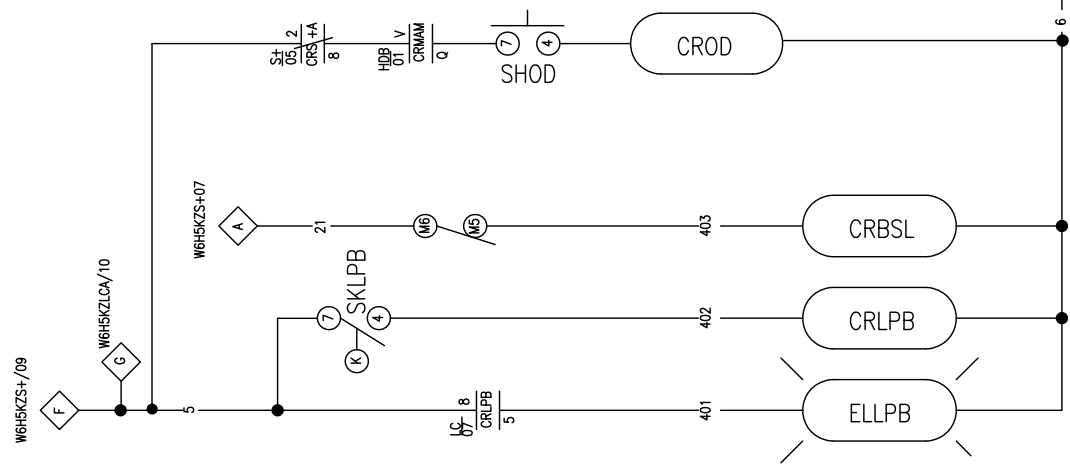 6
S+
05
2
CRS +A
8
HDB
01
V
CRMAM
Q
7
4
SHOD
CROD
W6H5KZS+07
A
21
M6
M5
403
CRBSL
W6H5KZLCA/10
G
SKLPB
7
4
K
402
CRLPB
W6H5KZS+/09
F
5
LC
07
8
CRLPB
5
401
ELLPB